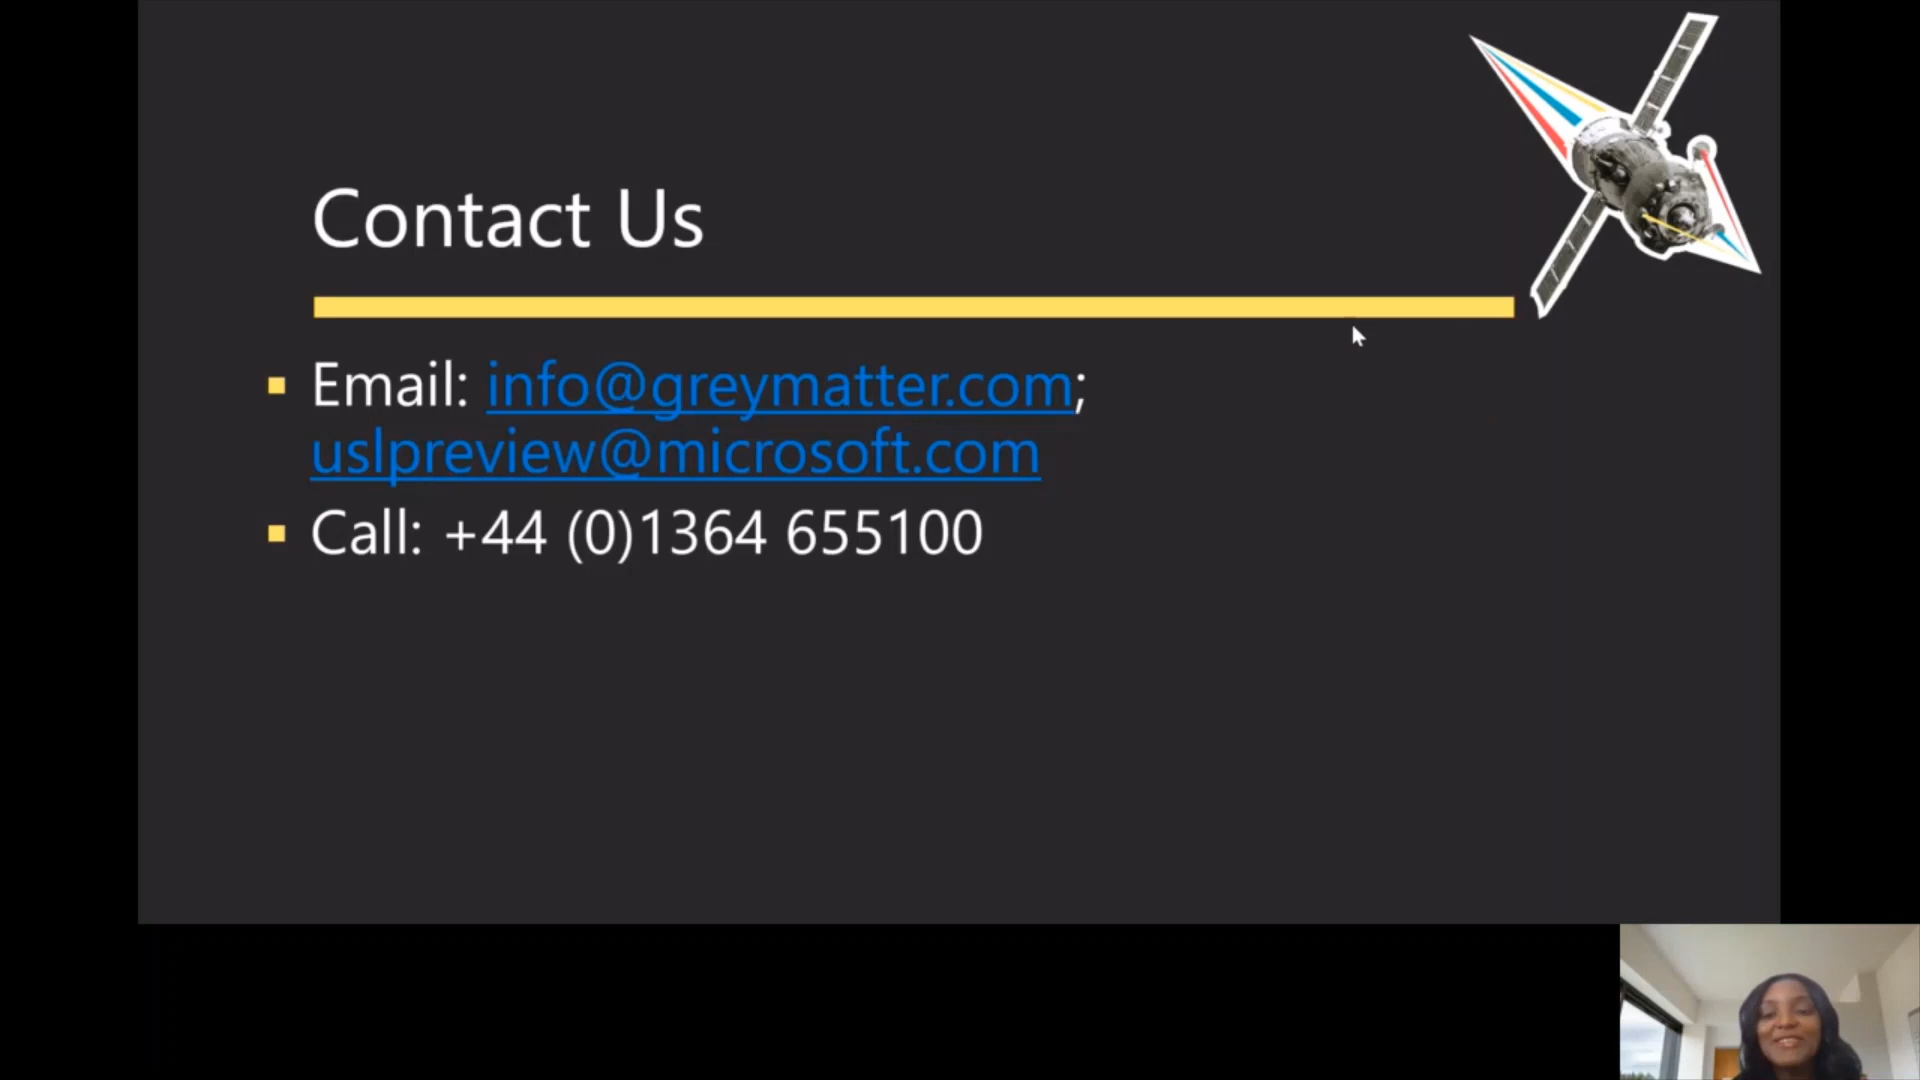 Contact Us
Email: info@greymatter.com;
uslpreview@microsoft.com
Call: +44 (0)1364 655100